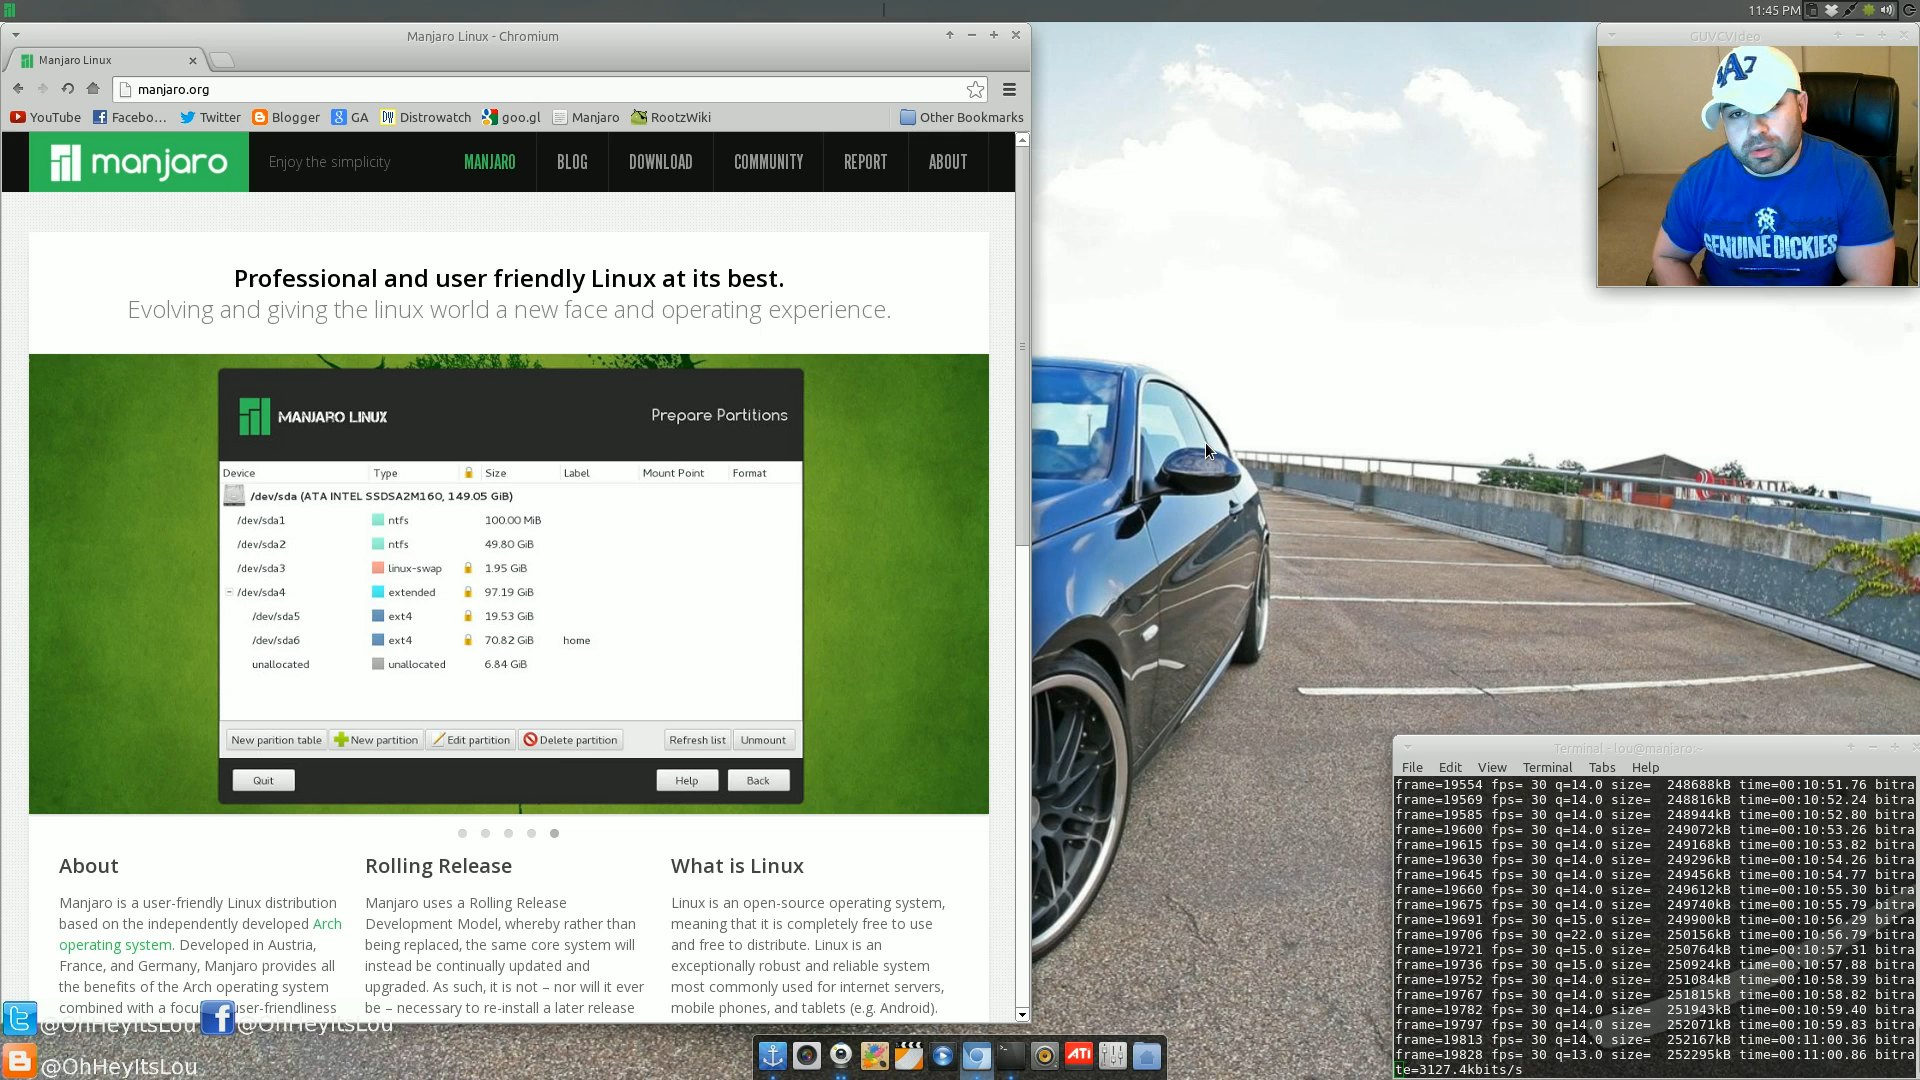 11:45 PM
Manjaro Linux - Chromium
Manjaro Linux
manjaro.org
YouTube Facebo... Twitter Blogger GA Distrowatch goo.gl Manjaro RootzWiki Other Bookmarks
manjaro Enjoy the simplicity MANJARO BLOG DOWNLOAD COMMUNITY REPORT ABOUT
Professional and user friendly Linux at its best.
Evolving and giving the linux world a new face and operating experience.
MANJARO LINUX Prepare Partitions
Device Type Size Label Mount Point Format
/dev/sda (ATA INTEL SSDSA2M160, 149.05 GiB)
/dev/sda1 ntfs 100.00 MiB
/dev/sda2 ntfs 49.80 GiB
/dev/sda3 linux-swap 1.95 GiB
/dev/sda4 extended 97.19 GiB
/dev/sda5 ext4 19.53 GiB
/dev/sda6 ext4 70.82 GiB home
unallocated unallocated 6.84 GiB
New parition table New partition Edit partition Delete partition Refresh list Unmount
Quit Help Back
About
Manjaro is a user-friendly Linux distribution
based on the independently developed Arch
operating system. Developed in Austria,
France, and Germany, Manjaro provides all
the benefits of the Arch operating system
combined with a focu user-friendliness
Rolling Release
Manjaro uses a Rolling Release
Development Model, whereby rather than
being replaced, the same core system will
instead be continually updated and
upgraded. As such, it is not – nor will it ever
be – necessary to re-install a later release
What is Linux
Linux is an open-source operating system,
meaning that it is completely free to use
and free to distribute. Linux is an
exceptionally robust and reliable system
most commonly used for internet servers,
mobile phones, and tablets (e.g. Android).
@OhHeyItsLou @OhHeyItsLou
@OhHeyItsLou
GUVCVideo
A7
GENUINE DICKIES
Terminal - lou@manjaro:~
File Edit View Terminal Tabs Help
frame=19554 fps= 30 q=14.0 size= 248688kB time=00:10:51.76 bitra
frame=19569 fps= 30 q=14.0 size= 248816kB time=00:10:52.24 bitra
frame=19585 fps= 30 q=14.0 size= 248944kB time=00:10:52.80 bitra
frame=19600 fps= 30 q=14.0 size= 249072kB time=00:10:53.26 bitra
frame=19615 fps= 30 q=14.0 size= 249168kB time=00:10:53.82 bitra
frame=19630 fps= 30 q=14.0 size= 249296kB time=00:10:54.26 bitra
frame=19645 fps= 30 q=14.0 size= 249456kB time=00:10:54.77 bitra
frame=19660 fps= 30 q=14.0 size= 249612kB time=00:10:55.30 bitra
frame=19675 fps= 30 q=14.0 size= 249740kB time=00:10:55.79 bitra
frame=19691 fps= 30 q=15.0 size= 249900kB time=00:10:56.29 bitra
frame=19706 fps= 30 q=22.0 size= 250156kB time=00:10:56.79 bitra
frame=19721 fps= 30 q=15.0 size= 250764kB time=00:10:57.31 bitra
frame=19736 fps= 30 q=15.0 size= 250924kB time=00:10:57.88 bitra
frame=19752 fps= 30 q=14.0 size= 251084kB time=00:10:58.39 bitra
frame=19767 fps= 30 q=14.0 size= 251815kB time=00:10:58.82 bitra
frame=19782 fps= 30 q=14.0 size= 251943kB time=00:10:59.40 bitra
frame=19797 fps= 30 q=14.0 size= 252071kB time=00:10:59.83 bitra
frame=19813 fps= 30 q=14.0 size= 252167kB time=00:11:00.36 bitra
frame=19828 fps= 30 q=13.0 size= 252295kB time=00:11:00.86 bitra
te=3127.4kbits/s
ATI